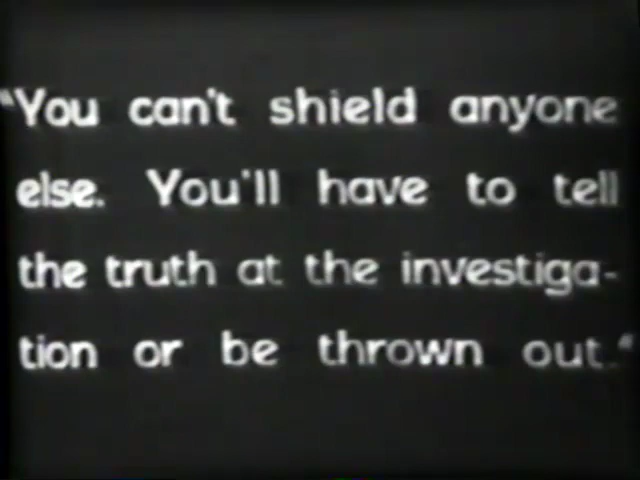 "You can't shield anyone
else. You'll have to tell
the truth at the investiga-
tion or be thrown out."